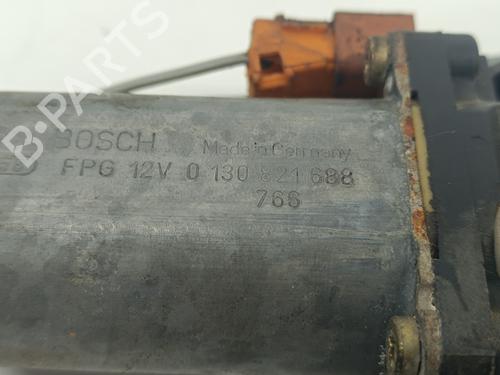 B-PARTS
BOSCH Made in Germany
FPG 12V 0 130 821 688
766